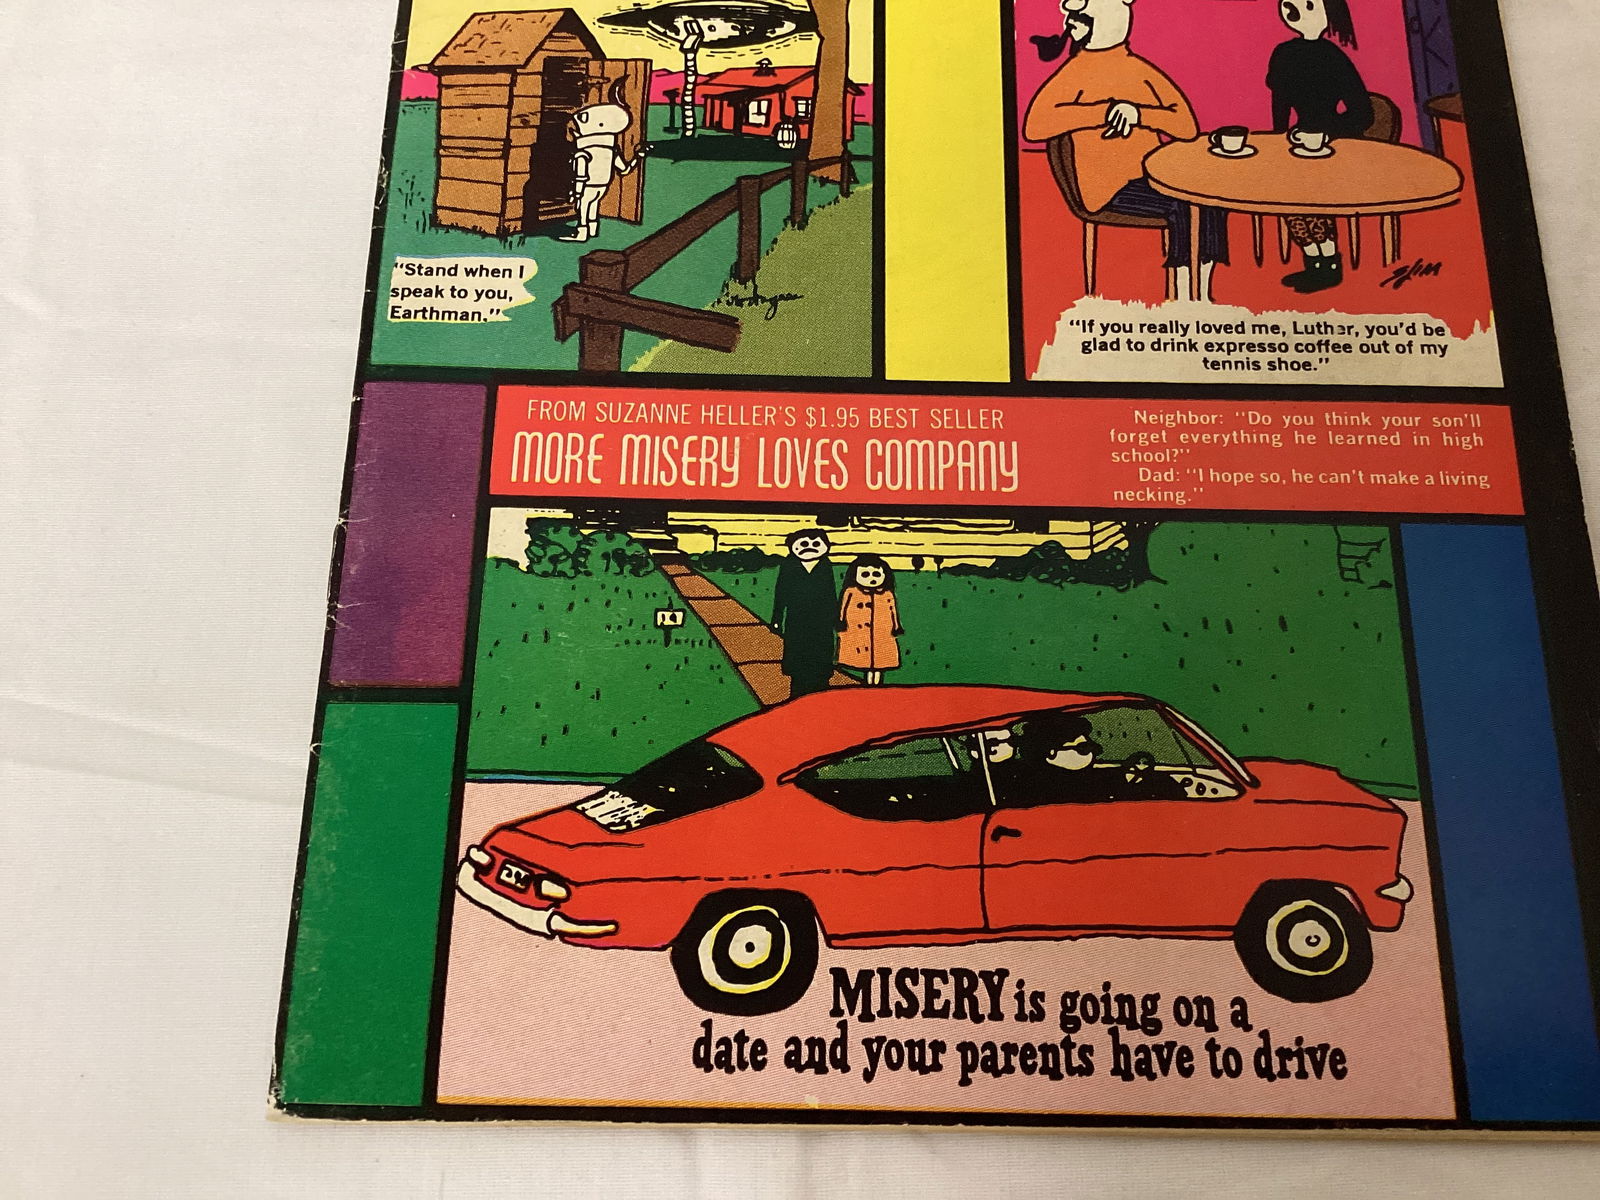 "Stand when I
speak to you,
Earthman."
Slim
"If you really loved me, Luther, you'd be
glad to drink expresso coffee out of my
tennis shoe."
FROM SUZANNE HELLER'S $1.95 BEST SELLER
MORE MISERY LOVES COMPANY
Neighbor: "Do you think your son'll
forget everything he learned in high
school?"
Dad: "I hope so, he can't make a living
necking."
MISERY is going on a
date and your parents have to drive